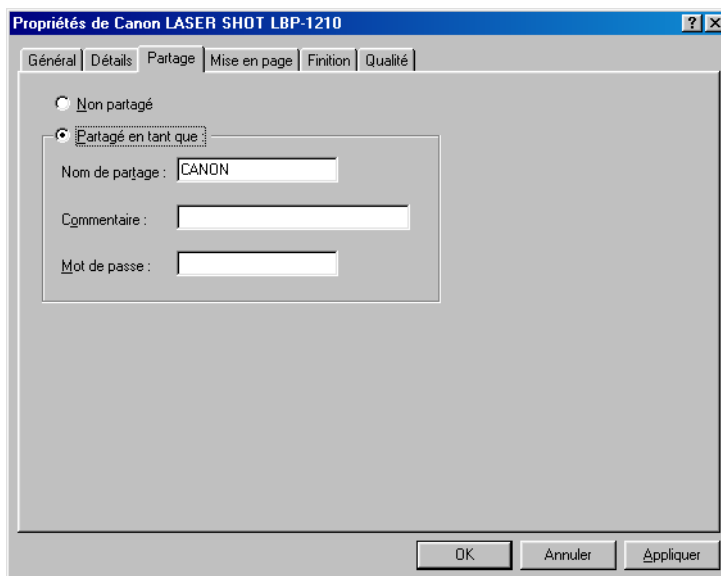 Propriétés de Canon LASER SHOT LBP-1210
Général Détails Partage Mise en page Finition Qualité
Non partagé
Partagé en tant que :
Nom de partage : CANON
Commentaire :
Mot de passe :
OK Annuler Appliquer